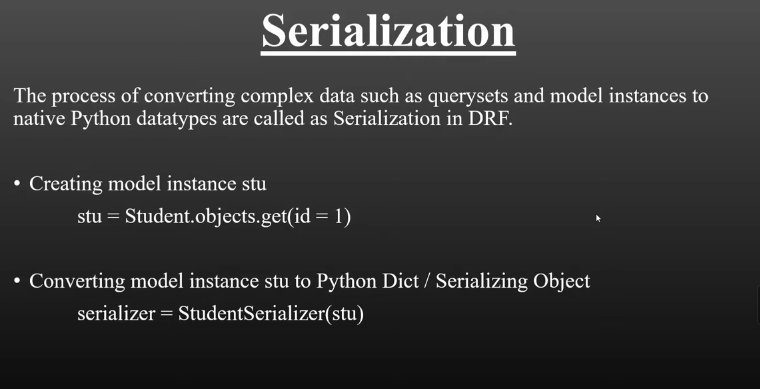 Serialization
The process of converting complex data such as querysets and model instances to
native Python datatypes are called as Serialization in DRF.
• Creating model instance stu
stu = Student.objects.get(id = 1)
• Converting model instance stu to Python Dict / Serializing Object
serializer = StudentSerializer(stu)